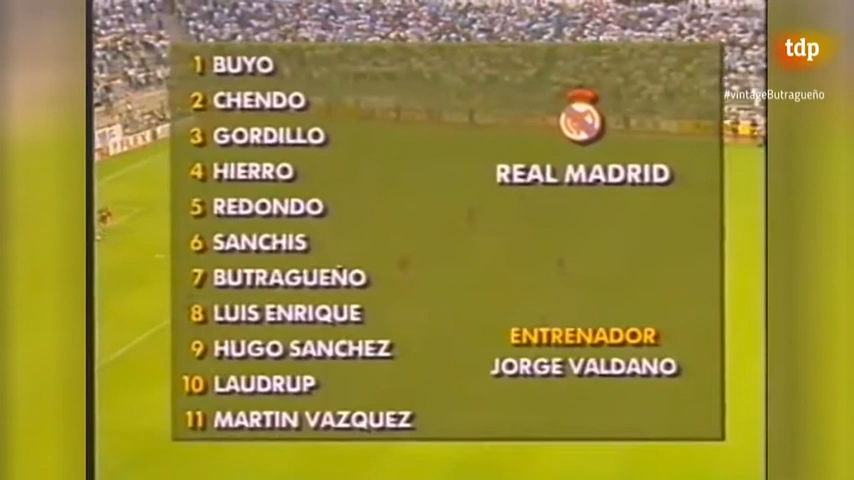 tdp
#vintageButragueño
1 BUYO
2 CHENDO
3 GORDILLO
4 HIERRO
5 REDONDO
6 SANCHIS
7 BUTRAGUEÑO
8 LUIS ENRIQUE
9 HUGO SANCHEZ
10 LAUDRUP
11 MARTIN VAZQUEZ
REAL MADRID
ENTRENADOR
JORGE VALDANO